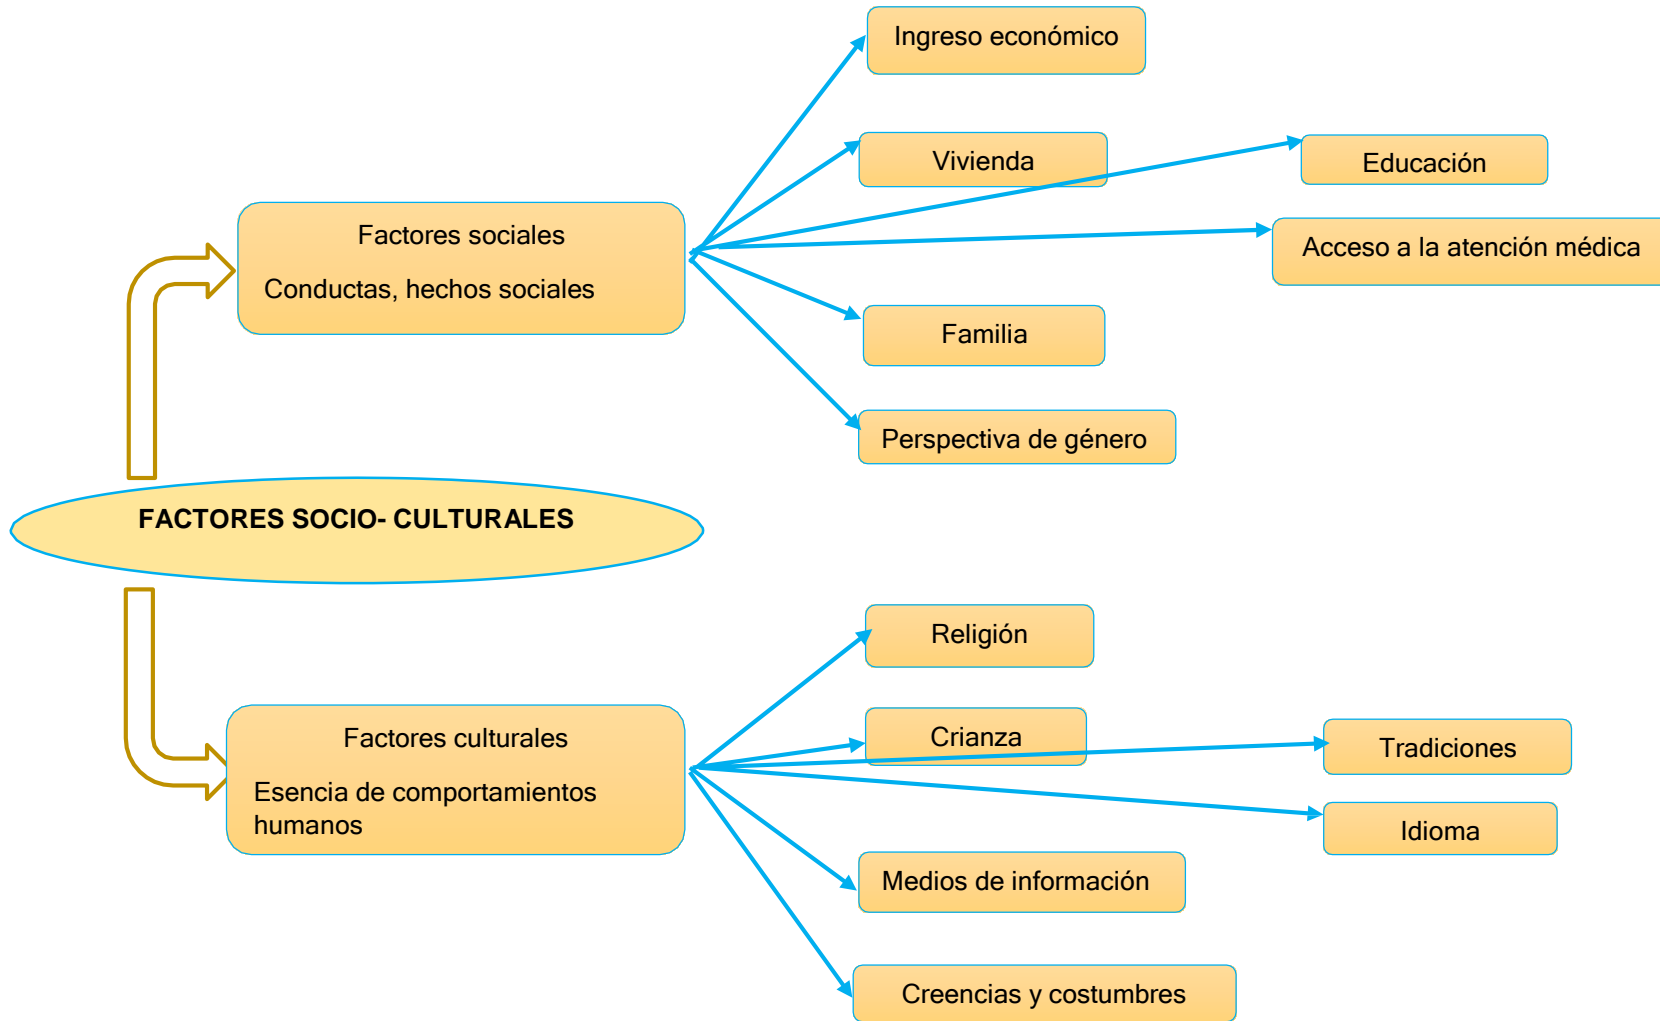 Ingreso económico
Vivienda
Educación
Factores sociales
Conductas, hechos sociales
Acceso a la atención médica
Familia
Perspectiva de género
FACTORES SOCIO- CULTURALES
Religión
Factores culturales
Esencia de comportamientos
humanos
Crianza
Tradiciones
Idioma
Medios de información
Creencias y costumbres